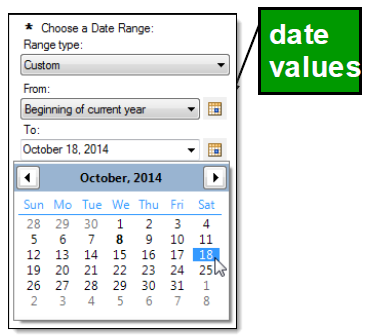 * Choose a Date Range:
Range type:
Custom
From:
Beginning of current year
To:
October 18, 2014
October, 2014
Sun Mo Tue We Thu Fri Sat
28 29 30 1 2 3 4
5 6 7 8 9 10 11
12 13 14 15 16 17 18
19 20 21 22 23 24 25
26 27 28 29 30 31 1
2 3 4 5 6 7 8
date
values